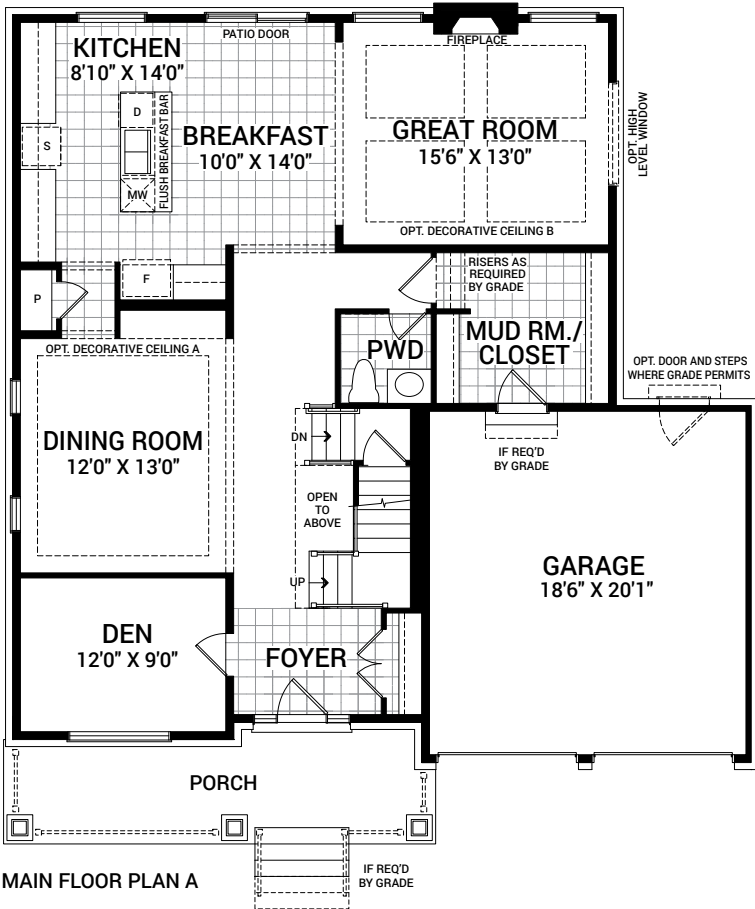 KITCHEN
8'10" X 14'0"
PATIO DOOR
FIREPLACE
D
S
MW
FLUSH BREAKFAST BAR
BREAKFAST
10'0" X 14'0"
GREAT ROOM
15'6" X 13'0"
OPT. HIGH
LEVEL WINDOW
OPT. DECORATIVE CEILING B
P
F
RISERS AS
REQUIRED
BY GRADE
MUD RM./
CLOSET
PWD
OPT. DECORATIVE CEILING A
OPT. DOOR AND STEPS
WHERE GRADE PERMITS
DINING ROOM
12'0" X 13'0"
DN
IF REQ'D
BY GRADE
OPEN
TO
ABOVE
UP
GARAGE
18'6" X 20'1"
DEN
12'0" X 9'0"
FOYER
PORCH
MAIN FLOOR PLAN A
IF REQ'D
BY GRADE